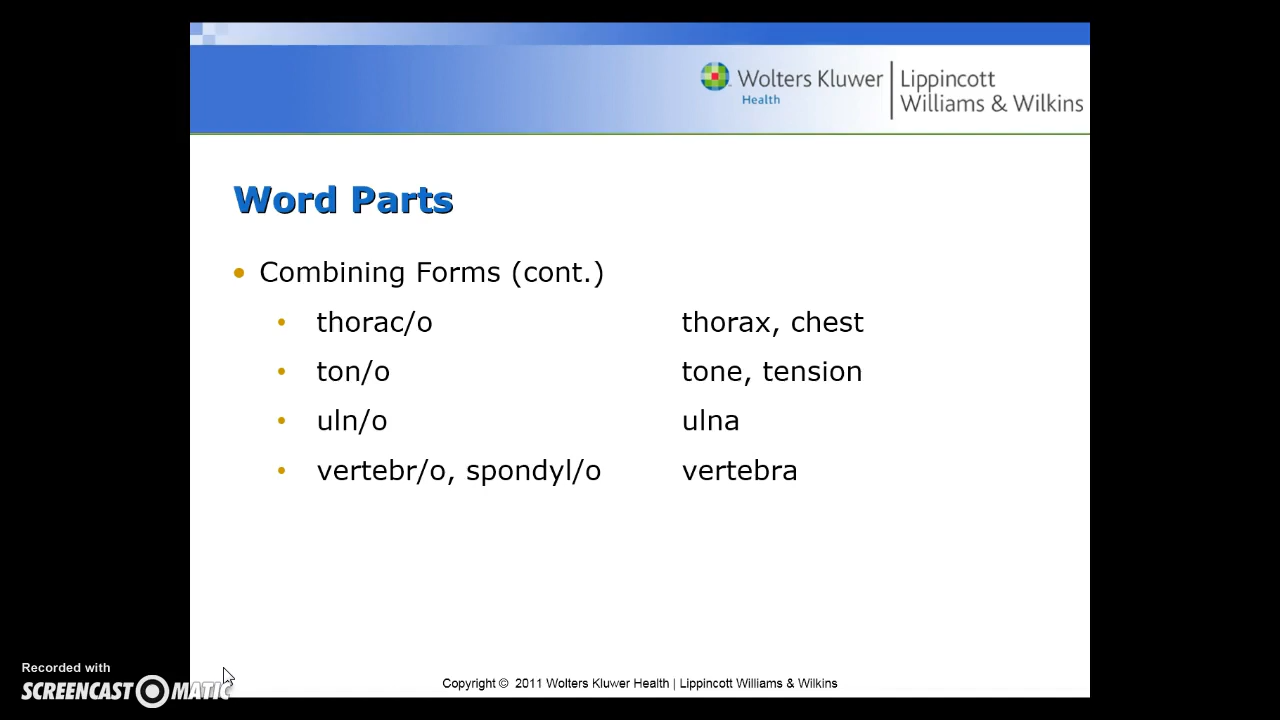 Wolters Kluwer
Health
Lippincott
Williams & Wilkins
Word Parts
• Combining Forms (cont.)
• thorac/o thorax, chest
• ton/o tone, tension
• uln/o ulna
• vertebr/o, spondyl/o vertebra
Recorded with
SCREENCAST O MATIC
Copyright © 2011 Wolters Kluwer Health | Lippincott Williams & Wilkins